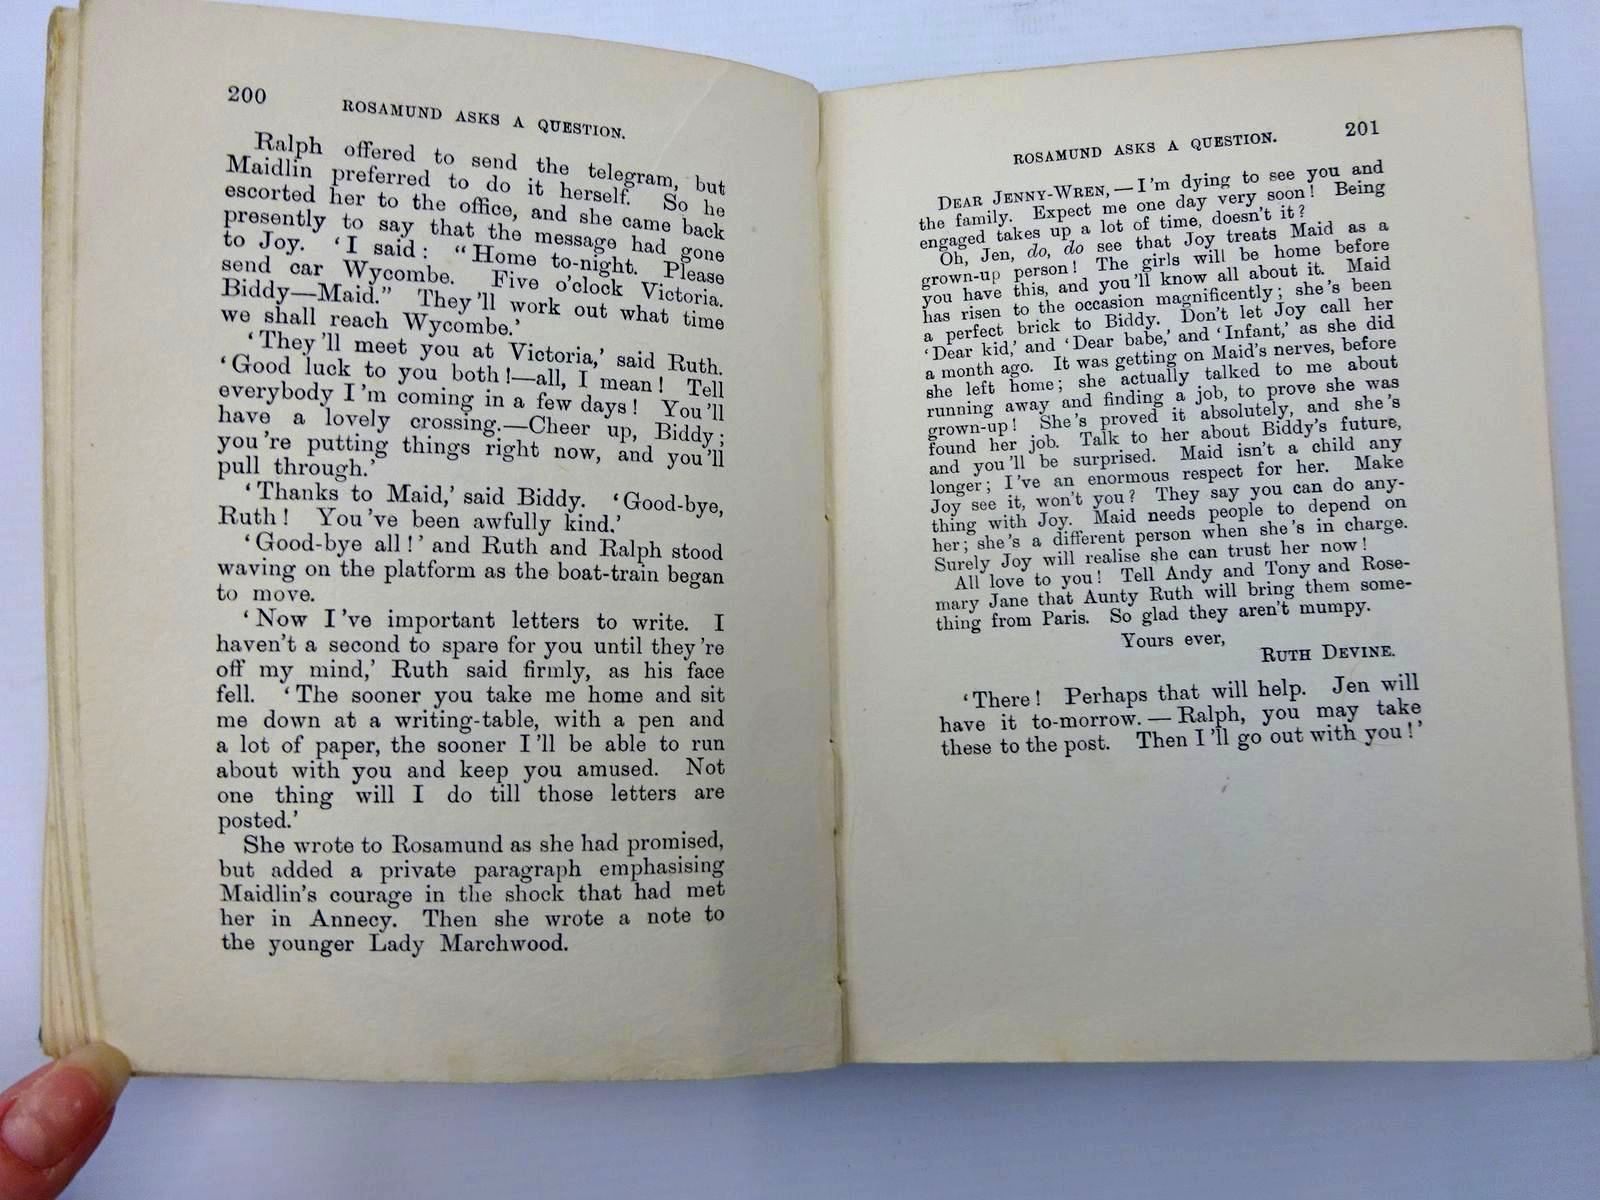 200
ROSAMUND ASKS A QUESTION.
Ralph offered to send the telegram, but
Maidlin preferred to do it herself. So he
escorted her to the office, and she came back
presently to say that the message had gone
to Joy. ‘I said: “Home to-night. Please
send car Wycombe. Five o'clock Victoria.
Biddy—Maid.” They'll work out what time
we shall reach Wycombe.’
‘They'll meet you at Victoria,’ said Ruth.
‘Good luck to you both!—all, I mean! Tell
everybody I'm coming in a few days! You'll
have a lovely crossing.—Cheer up, Biddy;
you're putting things right now, and you'll
pull through.’
‘Thanks to Maid,’ said Biddy. ‘Good-bye,
Ruth! You've been awfully kind.’
‘Good-bye all!’ and Ruth and Ralph stood
waving on the platform as the boat-train began
to move.
‘Now I've important letters to write. I
haven't a second to spare for you until they're
off my mind,’ Ruth said firmly, as his face
fell. ‘The sooner you take me home and sit
me down at a writing-table, with a pen and
a lot of paper, the sooner I'll be able to run
about with you and keep you amused. Not
one thing will I do till those letters are
posted.’
She wrote to Rosamund as she had promised,
but added a private paragraph emphasising
Maidlin's courage in the shock that had met
her in Annecy. Then she wrote a note to
the younger Lady Marchwood.
ROSAMUND ASKS A QUESTION. 201
DEAR JENNY-WREN,—I'm dying to see you and
the family. Expect me one day very soon! Being
engaged takes up a lot of time, doesn't it?
Oh, Jen, do, do see that Joy treats Maid as a
grown-up person! The girls will be home before
you have this, and you'll know all about it. Maid
has risen to the occasion magnificently; she's been
a perfect brick to Biddy. Don't let Joy call her
‘Dear kid,’ and ‘Dear babe,’ and ‘Infant,’ as she did
a month ago. It was getting on Maid's nerves, before
she left home; she actually talked to me about
running away and finding a job, to prove she was
grown-up! She's proved it absolutely, and she's
found her job. Talk to her about Biddy's future,
and you'll be surprised. Maid isn't a child any
longer; I've an enormous respect for her. Make
Joy see it, won't you? They say you can do any-
thing with Joy. Maid needs people to depend on
her; she's a different person when she's in charge.
Surely Joy will realise she can trust her now!
All love to you! Tell Andy and Tony and Rose-
mary Jane that Aunty Ruth will bring them some-
thing from Paris. So glad they aren't mumpy.
Yours ever,
RUTH DEVINE.
‘There! Perhaps that will help. Jen will
have it to-morrow.—Ralph, you may take
these to the post. Then I'll go out with you!’